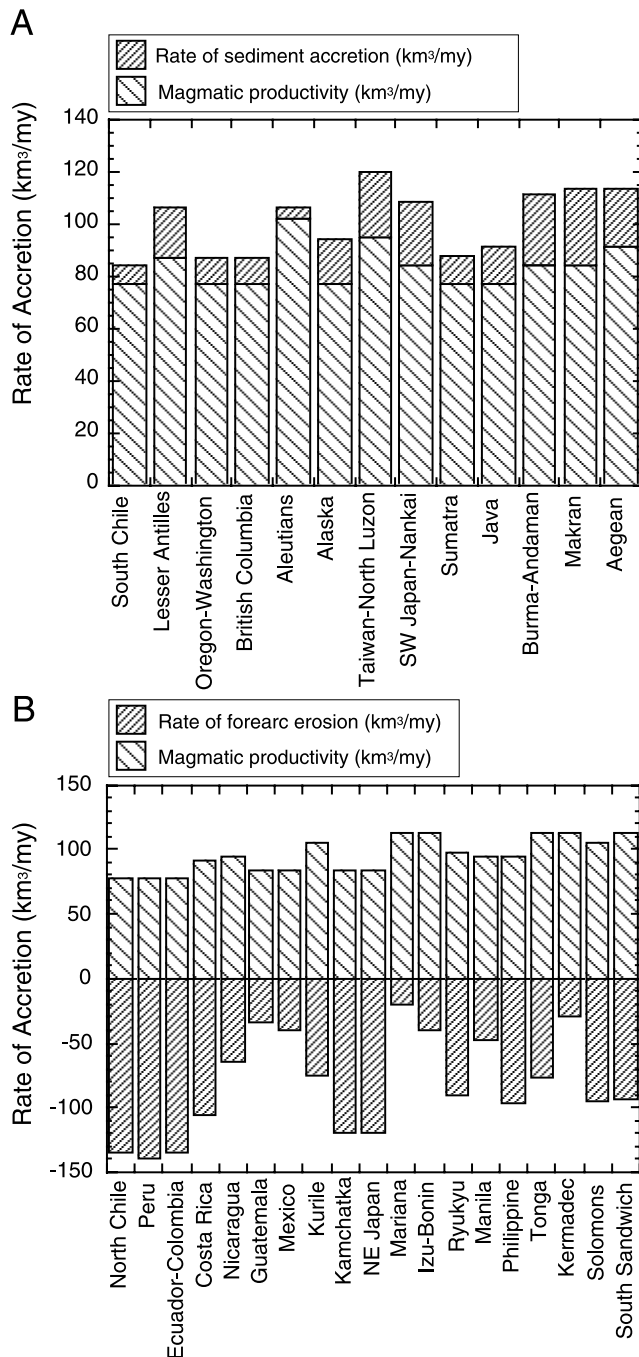 A
Rate of sediment accretion (km³/my)
Magmatic productivity (km³/my)
Rate of Accretion (km³/my)
140
120
100
80
60
40
20
0
South Chile
Lesser Antilles
Oregon-Washington
British Columbia
Aleutians
Alaska
Taiwan-North Luzon
SW Japan-Nankai
Sumatra
Java
Burma-Andaman
Makran
Aegean
B
Rate of forearc erosion (km³/my)
Magmatic productivity (km³/my)
Rate of Accretion (km³/my)
150
100
50
0
-50
-100
-150
North Chile
Peru
Ecuador-Colombia
Costa Rica
Nicaragua
Guatemala
Mexico
Kurile
Kamchatka
NE Japan
Mariana
Izu-Bonin
Ryukyu
Manila
Philippine
Tonga
Kermadec
Solomons
South Sandwich